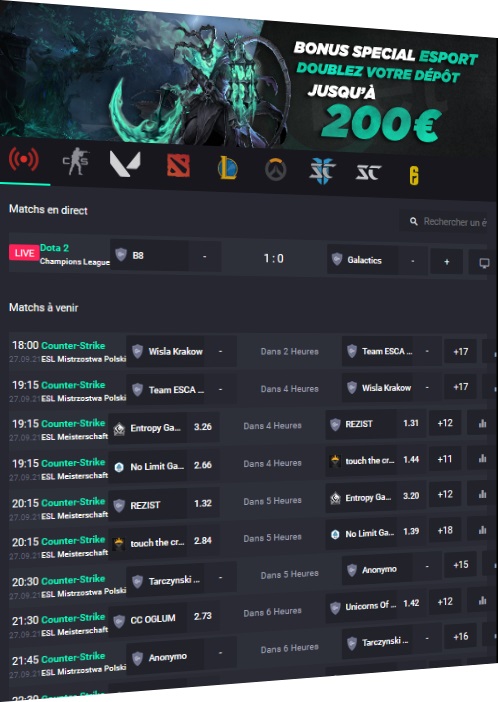 BONUS SPECIAL ESPORT
DOUBLEZ VOTRE DÉPÔT
JUSQU'À
200€
CS
SC
Matchs en direct
Rechercher un é
LIVE Dota 2 Champions League B8 - 1 : 0 Galactics - +
Matchs à venir
18:00 Counter-Strike Wisla Krakow - Dans 2 Heures Team ESCA ... - +17
27.09.21 ESL Mistrzostwa Polski
19:15 Counter-Strike Team ESCA ... - Dans 4 Heures Wisla Krakow - +17
27.09.21 ESL Mistrzostwa Polski
19:15 Counter-Strike Entropy Ga... 3.26 Dans 4 Heures REZIST 1.31 +12
27.09.21 ESL Meisterschaft
19:15 Counter-Strike No Limit Ga... 2.66 Dans 4 Heures touch the cr... 1.44 +11
27.09.21 ESL Meisterschaft
20:15 Counter-Strike REZIST 1.32 Dans 5 Heures Entropy Ga... 3.20 +12
27.09.21 ESL Meisterschaft
20:15 Counter-Strike touch the cr... 2.84 Dans 5 Heures No Limit Ga... 1.39 +18
27.09.21 ESL Meisterschaft
20:30 Counter-Strike Tarczynski ... - Dans 5 Heures Anonymo - +15
27.09.21 ESL Mistrzostwa Polski
21:30 Counter-Strike CC OGLUM 2.73 Dans 6 Heures Unicorns Of ... 1.42 +12
27.09.21 ESL Meisterschaft
21:45 Counter-Strike Anonymo - Dans 6 Heures Tarczynski ... - +16
27.09.21 ESL Mistrzostwa Polski
22:30 Counter-Strike